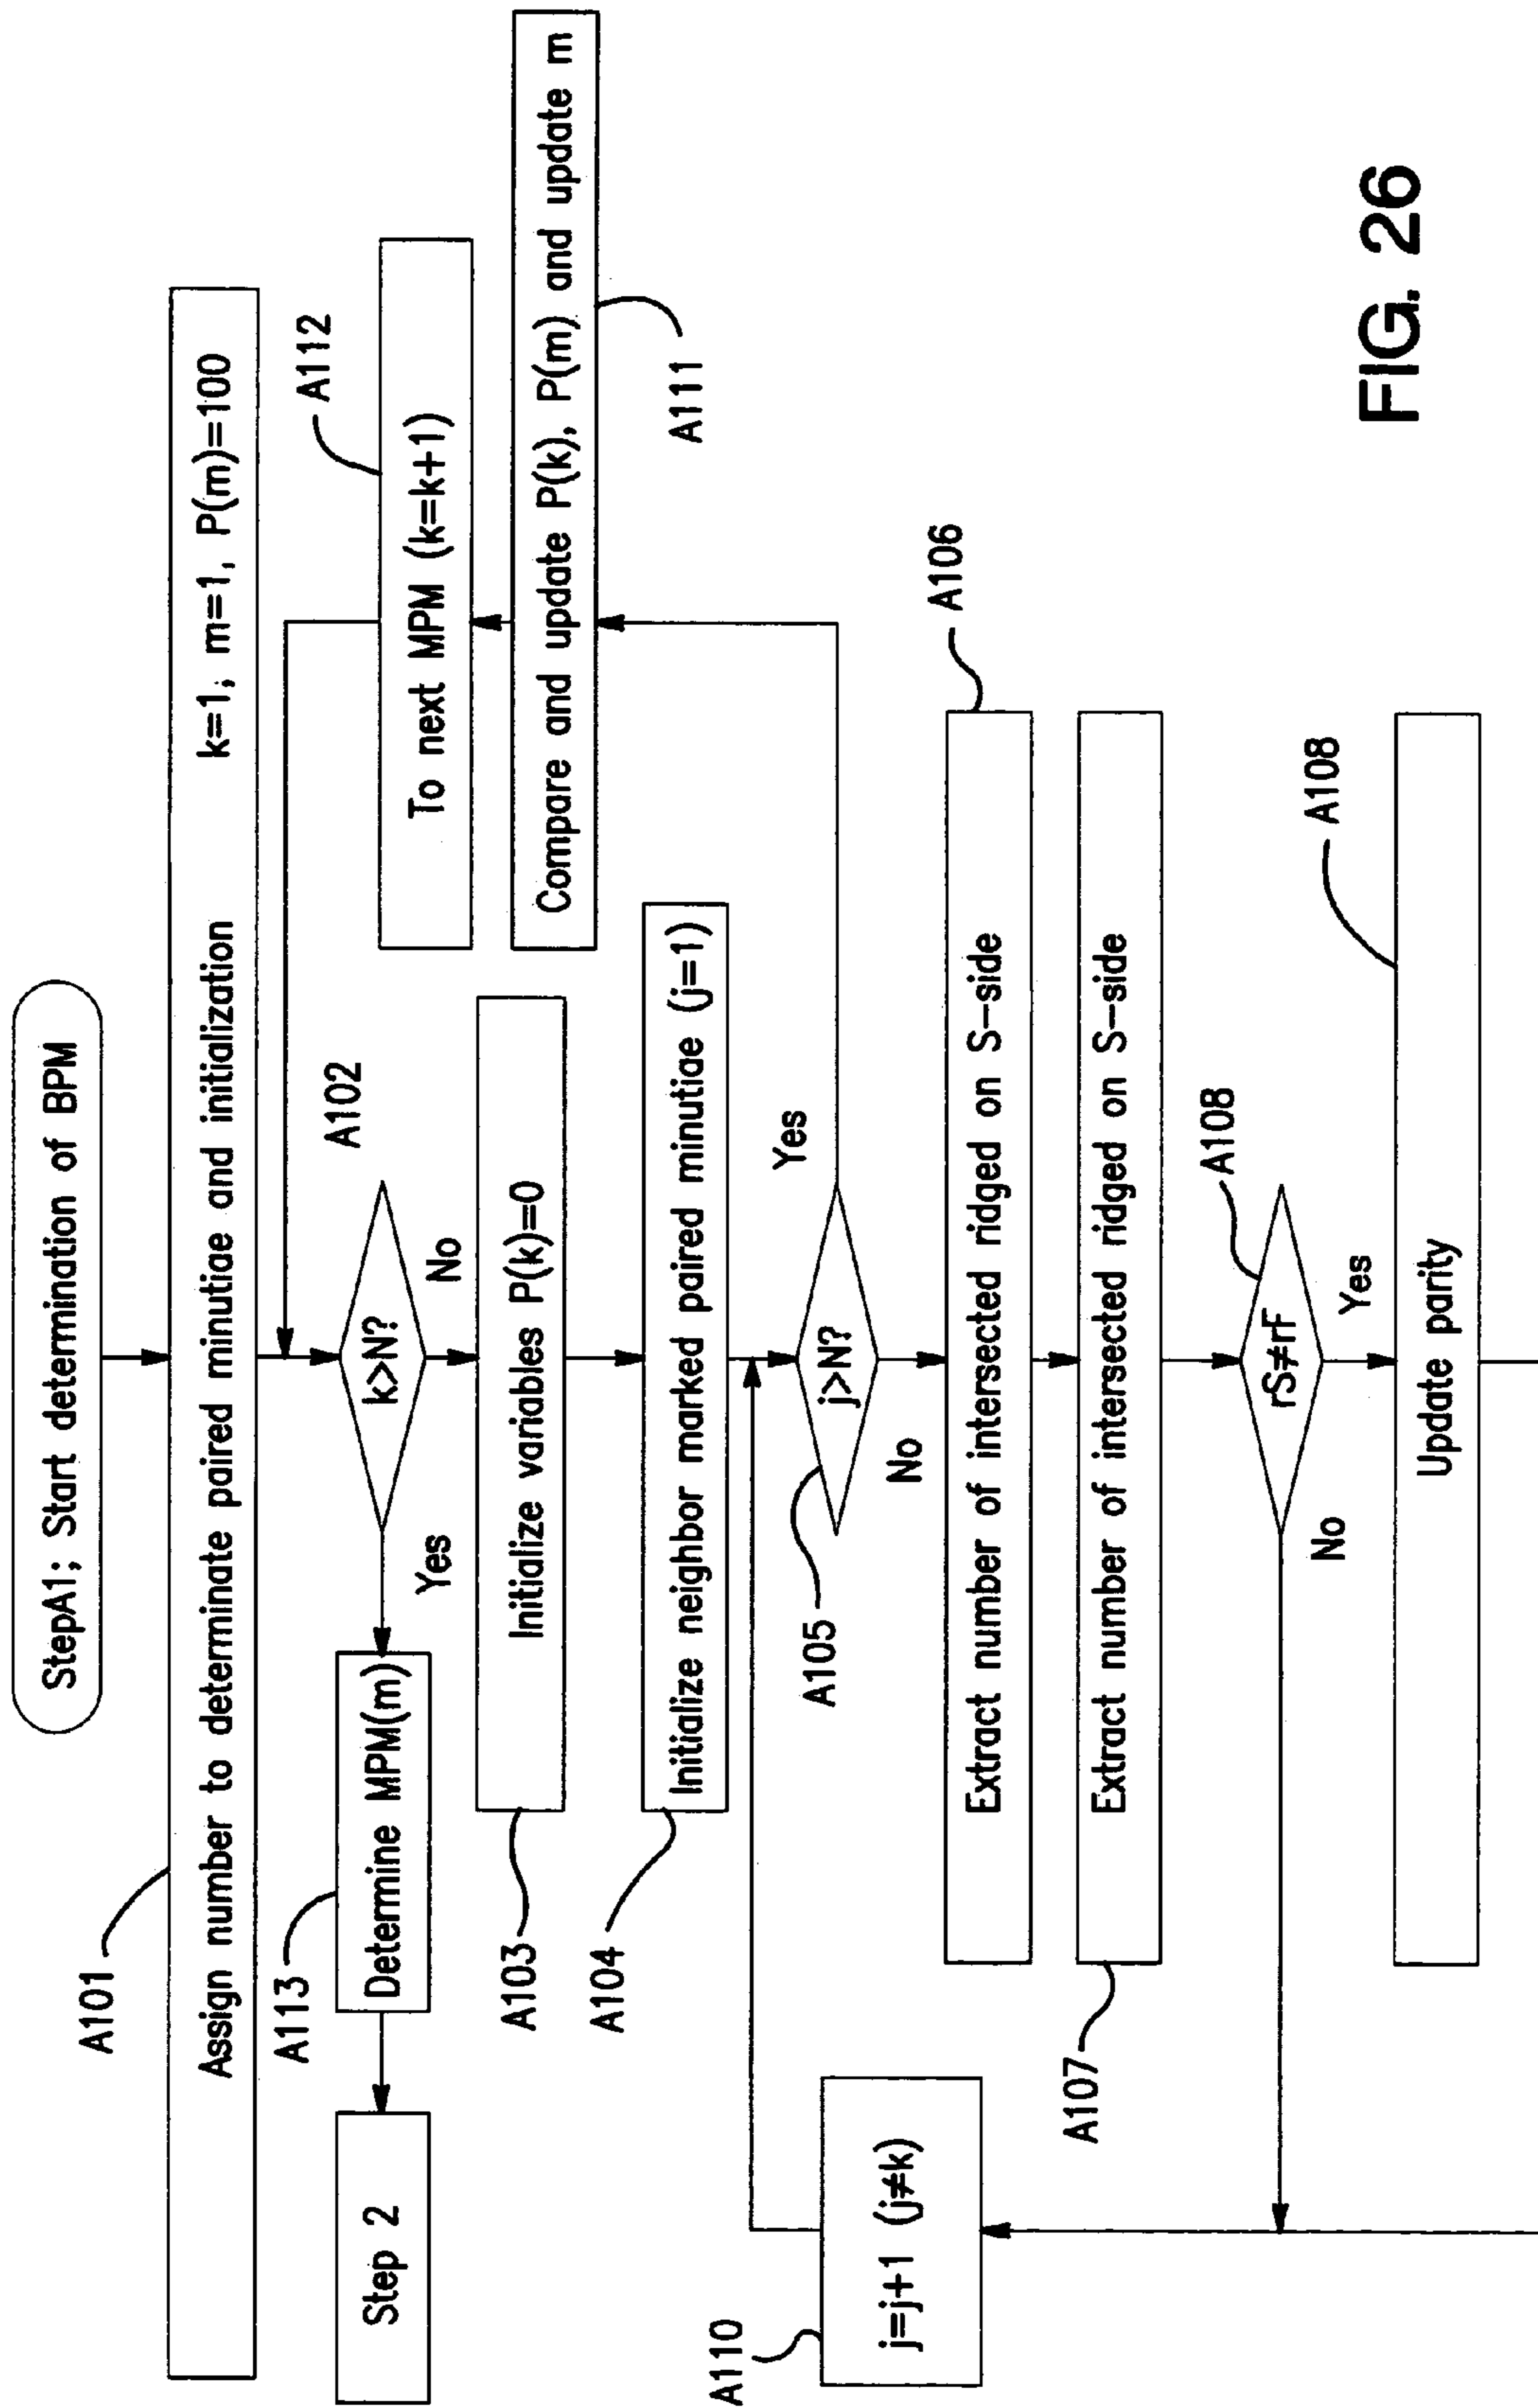 StepA1; Start determination of BPM
A101
Assign number to determinate paired minutiae and initialization k=1, m=1, P(m)=100
A102
k>N?
Yes
No
A113
Determine MPM(m)
Step 2
A112
To next MPM (k=k+1)
Compare and update P(k), P(m) and update m
A111
A103
Initialize variables P(k)=0
A104
Initialize neighbor marked paired minutiae (j=1)
A105
j>N?
Yes
No
A110
j=j+1 (j≠k)
A106
Extract number of intersected ridged on S-side
A107
Extract number of intersected ridged on S-side
A108
rS≠rF
No
Yes
A108
Update parity
FIG. 26